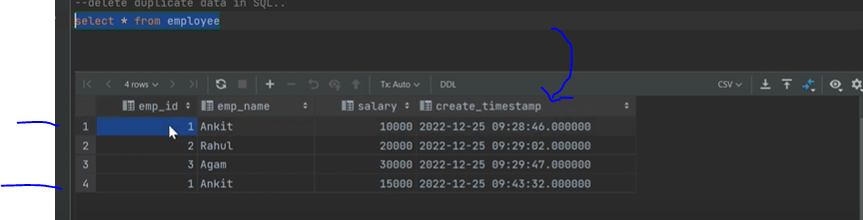 --delete duplicate data in SQL..
select * from employee
4 rows Tx: Auto DDL CSV
emp_id emp_name salary create_timestamp
1 1 Ankit 10000 2022-12-25 09:28:46.000000
2 2 Rahul 20000 2022-12-25 09:29:02.000000
3 3 Agam 30000 2022-12-25 09:29:47.000000
4 1 Ankit 15000 2022-12-25 09:43:32.000000